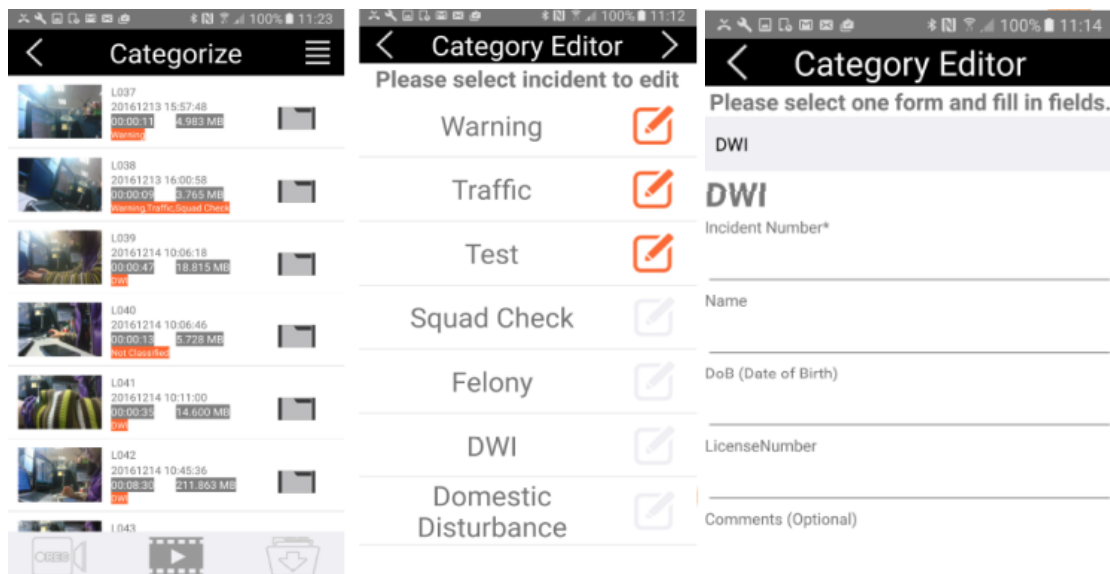 100% 11:23
Categorize
L037
20161213 15:57:48
00:00:11 4.983 MB
Warning
L038
20161213 16:00:58
00:00:09 3.765 MB
Warning,Traffic,Squad Check
L039
20161214 10:06:18
00:00:47 18.815 MB
DWI
L040
20161214 10:06:46
00:00:13 5.728 MB
Not Classified
L041
20161214 10:11:00
00:00:35 14.600 MB
DWI
L042
20161214 10:45:36
00:08:30 211.863 MB
DWI
L043
REC
100% 11:12
Category Editor
Please select incident to edit
Warning
Traffic
Test
Squad Check
Felony
DWI
Domestic
Disturbance
100% 11:14
Category Editor
Please select one form and fill in fields.
DWI
DWI
Incident Number*
Name
DoB (Date of Birth)
LicenseNumber
Comments (Optional)